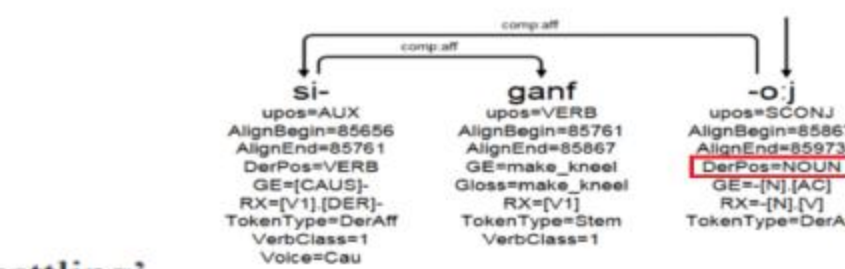 comp:aff
comp:aff
si- ganf -o:j
upos=AUX upos=VERB upos=SCONJ
AlignBegin=85656 AlignBegin=85761 AlignBegin=8586
AlignEnd=85761 AlignEnd=85867 AlignEnd=85973
DerPos=VERB GE=make_kneel DerPos=NOUN
GE=[CAUS]- Gloss=make_kneel GE=-[N].[AC]
RX=[V1].[DER]- RX=[V1] RX=-[N].[V]
TokenType=DerAff TokenType=Stem TokenType=DerA
VerbClass=1 VerbClass=1
Voice=Cau